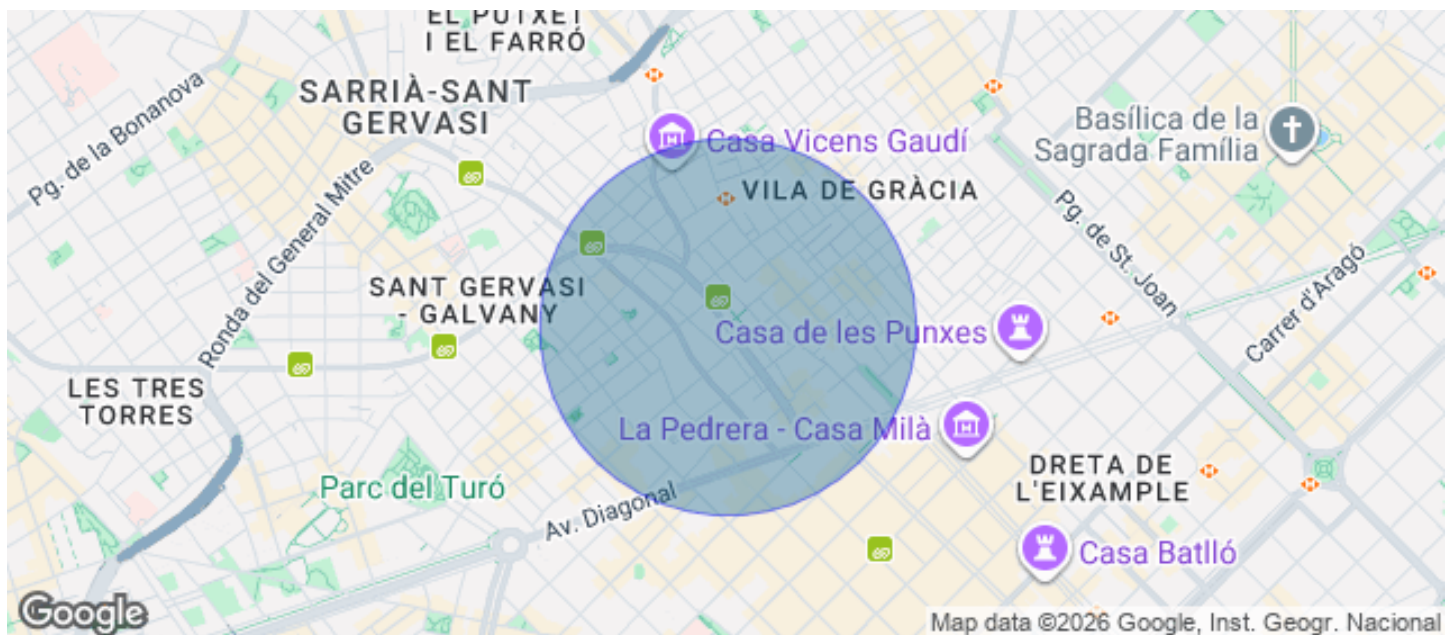 EL PUTXET
I EL FARRÓ
SARRIÀ-SANT
GERVASI
Pg. de la Bonanova
Ronda del General Mitre
Casa Vicens Gaudí
VILA DE GRÀCIA
Basílica de la
Sagrada Família
Pg. de St. Joan
Carrer d'Aragó
SANT GERVASI
- GALVANY
Casa de les Punxes
LES TRES
TORRES
La Pedrera - Casa Milà
Parc del Turó
Av. Diagonal
DRETA DE
L'EIXAMPLE
Casa Batlló
Google
Map data ©2026 Google, Inst. Geogr. Nacional